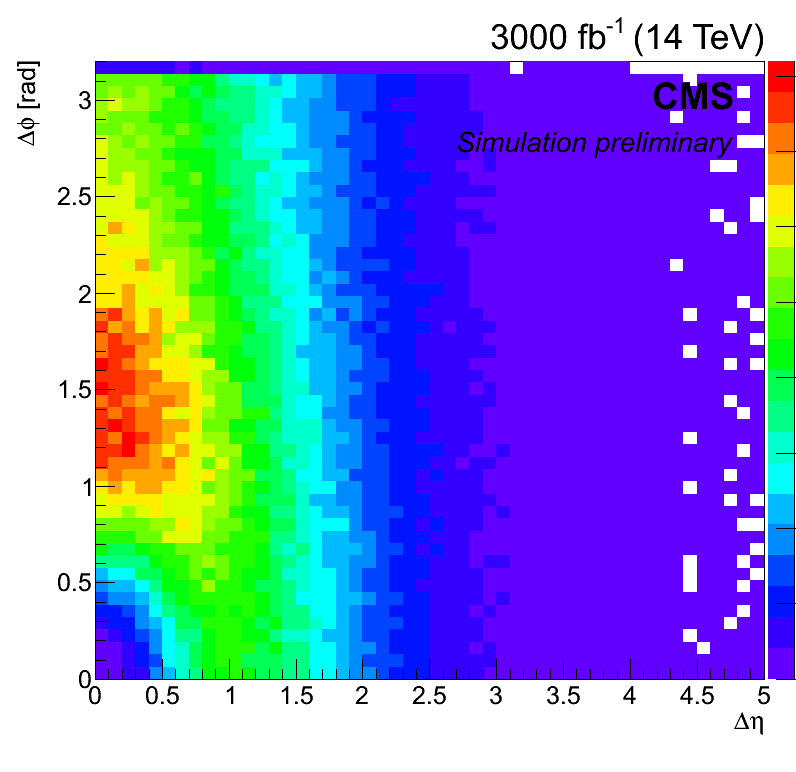 3000 fb-1 (14 TeV)
CMS
Simulation preliminary
Δϕ [rad]
3
2.5
2
1.5
1
0.5
0
0 0.5 1 1.5 2 2.5 3 3.5 4 4.5 5
Δη